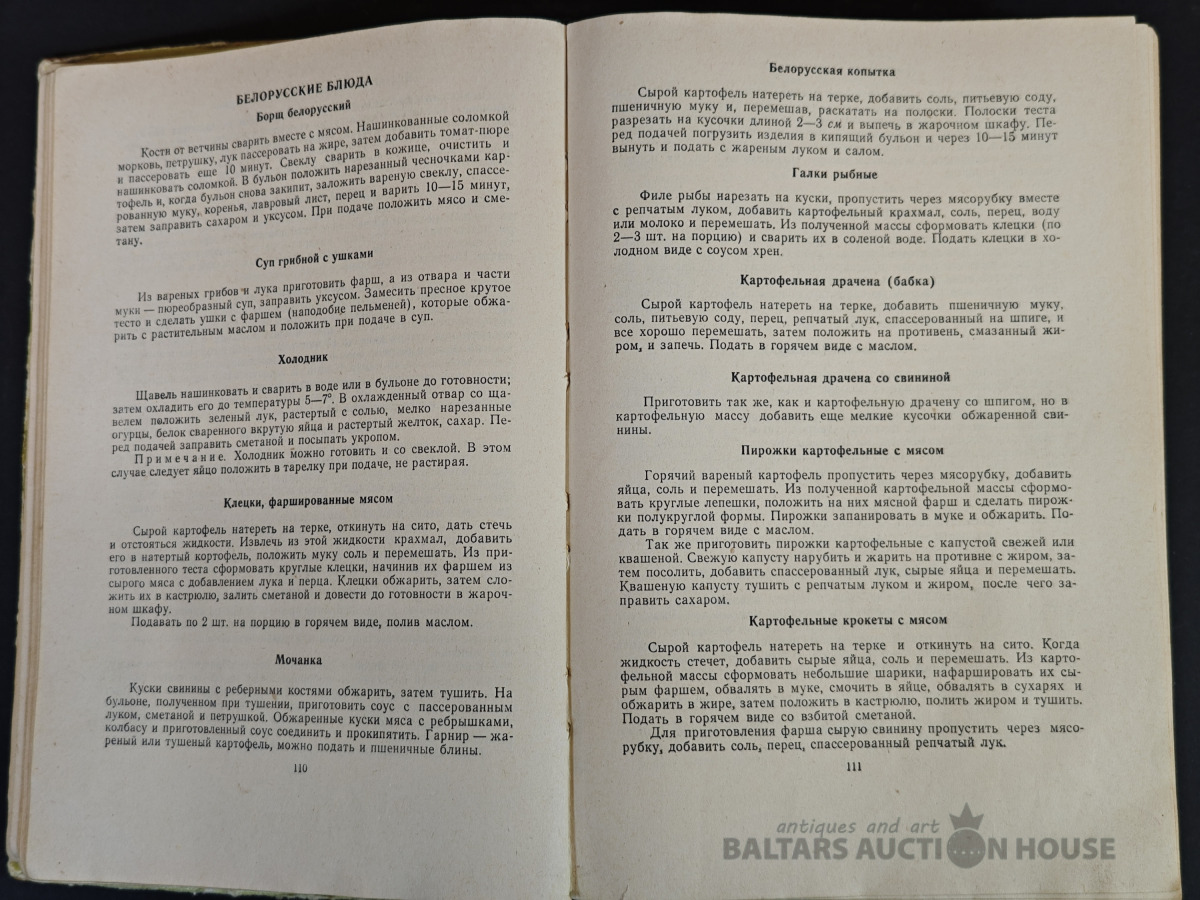 БЕЛОРУССКИЕ БЛЮДА
Борщ белорусский
Кости от ветчины сварить вместе с мясом. Нашинкованные соломкой
морковь, петрушку, лук пассеровать на жире, затем добавить томат-пюре
и пассеровать еще 10 минут. Свеклу сварить в кожице, очистить и
нашинковать соломкой. В бульон положить нарезанный чесночками кар-
тофель и, когда бульон снова закипит, заложить вареную свеклу, спассе-
рованную муку, коренья, лавровый лист, перец и варить 10—15 минут,
затем заправить сахаром и уксусом. При подаче положить мясо и сме-
тану.
Суп грибной с ушками
Из вареных грибов и лука приготовить фарш, а из отвара и части
муки — пюреобразный суп, заправить уксусом. Замесить пресное крутое
тесто и сделать ушки с фаршем (наподобие пельменей), которые обжа-
рить с растительным маслом и положить при подаче в суп.
Холодник
Щавель нашинковать и сварить в воде или в бульоне до готовности;
затем охладить его до температуры 5—7°. В охлажденный отвар со ща-
велем положить зеленый лук, растертый с солью, мелко нарезанные
огурцы, белок сваренного вкрутую яйца и растертый желток, сахар. Пе-
ред подачей заправить сметаной и посыпать укропом.
Примечание. Холодник можно готовить и со свеклой. В этом
случае следует яйцо положить в тарелку при подаче, не растирая.
Клецки, фаршированные мясом
Сырой картофель натереть на терке, откинуть на сито, дать стечь
и отстояться жидкости. Извлечь из этой жидкости крахмал, добавить
его в натертый кортофель, положить муку соль и перемешать. Из при-
готовленного теста сформовать круглые клецки, начинив их фаршем из
сырого мяса с добавлением лука и перца. Клецки обжарить, затем сло-
жить их в кастрюлю, залить сметаной и довести до готовности в жароч-
ном шкафу.
Подавать по 2 шт. на порцию в горячем виде, полив маслом.
Мочанка
Куски свинины с реберными костями обжарить, затем тушить. На
бульоне, полученном при тушении, приготовить соус с пассерованным
луком, сметаной и петрушкой. Обжаренные куски мяса с ребрышками,
колбасу и приготовленный соус соединить и прокипятить. Гарнир — жа-
реный или тушеный картофель, можно подать и пшеничные блины.
110
Белорусская копытка
Сырой картофель натереть на терке, добавить соль, питьевую соду,
пшеничную муку и, перемешав, раскатать на полоски. Полоски теста
разрезать на кусочки длиной 2—3 см и выпечь в жарочном шкафу. Пе-
ред подачей погрузить изделия в кипящий бульон и через 10—15 минут
вынуть и подать с жареным луком и салом.
Галки рыбные
Филе рыбы нарезать на куски, пропустить через мясорубку вместе
с репчатым луком, добавить картофельный крахмал, соль, перец, воду
или молоко и перемешать. Из полученной массы сформовать клецки (по
2—3 шт. на порцию) и сварить их в соленой воде. Подать клецки в хо-
лодном виде с соусом хрен.
Картофельная драчена (бабка)
Сырой картофель натереть на терке, добавить пшеничную муку,
соль, питьевую соду, перец, репчатый лук, спассерованный на шпиге, и
все хорошо перемешать, затем положить на противень, смазанный жи-
ром, и запечь. Подать в горячем виде с маслом.
Картофельная драчена со свининой
Приготовить так же, как и картофельную драчену со шпигом, но в
картофельную массу добавить еще мелкие кусочки обжаренной сви-
нины.
Пирожки картофельные с мясом
Горячий вареный картофель пропустить через мясорубку, добавить
яйца, соль и перемешать. Из полученной картофельной массы сформо-
вать круглые лепешки, положить на них мясной фарш и сделать пирож-
ки полукруглой формы. Пирожки запанировать в муке и обжарить. По-
дать в горячем виде с маслом.
Так же приготовить пирожки картофельные с капустой свежей или
квашеной. Свежую капусту нарубить и жарить на противне с жиром, за-
тем посолить, добавить спассерованный лук, сырые яйца и перемешать.
Квашеную капусту тушить с репчатым луком и жиром, после чего за-
править сахаром.
Картофельные крокеты с мясом
Сырой картофель натереть на терке и откинуть на сито. Когда
жидкость стечет, добавить сырые яйца, соль и перемешать. Из карто-
фельной массы сформовать небольшие шарики, нафаршировать их сы-
рым фаршем, обвалять в муке, смочить в яйце, обвалять в сухарях и
обжарить в жире, затем положить в кастрюлю, полить жиром и тушить.
Подать в горячем виде со взбитой сметаной.
Для приготовления фарша сырую свинину пропустить через мясо-
рубку, добавить соль, перец, спассерованный репчатый лук.
111
antiques and art
BALTARS AUCTION HOUSE